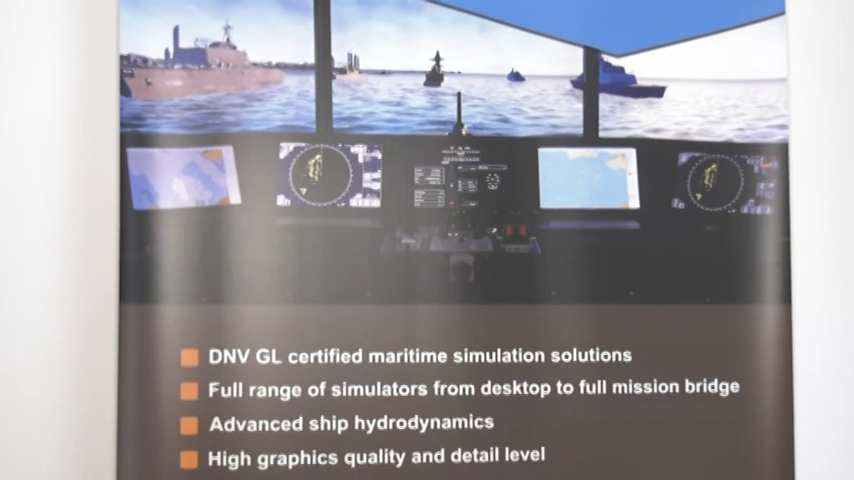 DNV GL certified maritime simulation solutions
Full range of simulators from desktop to full mission bridge
Advanced ship hydrodynamics
High graphics quality and detail level